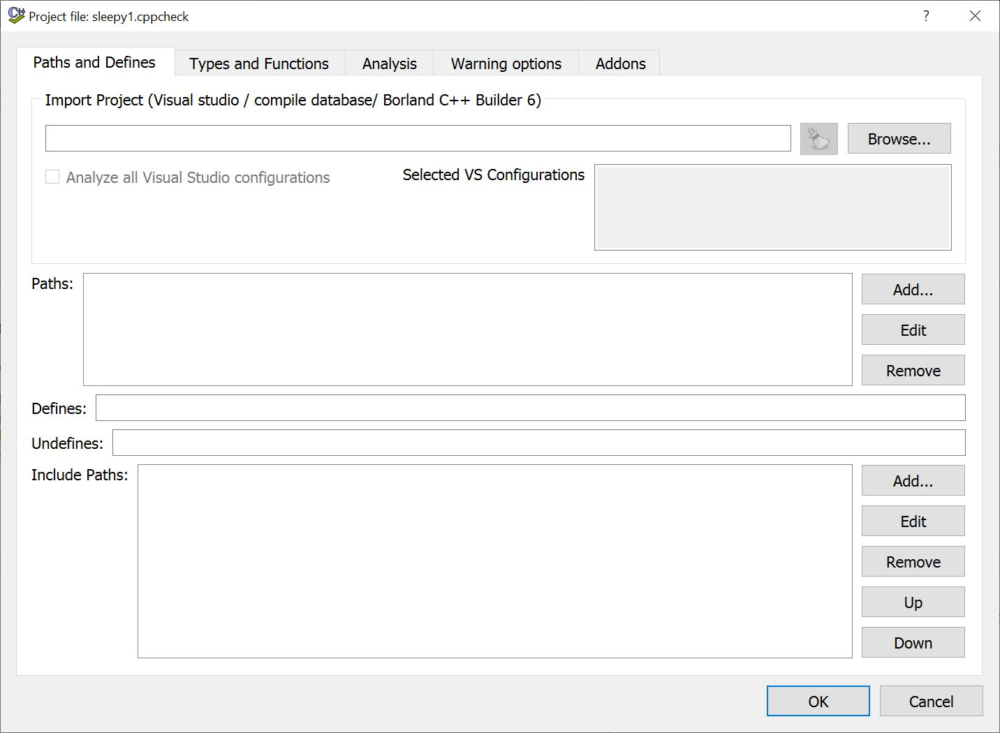 Project file: sleepy1.cppcheck
?
Paths and Defines
Types and Functions
Analysis
Warning options
Addons
Import Project (Visual studio / compile database/ Borland C++ Builder 6)
Browse...
Analyze all Visual Studio configurations
Selected VS Configurations
Paths:
Add...
Edit
Remove
Defines:
Undefines:
Include Paths:
Add...
Edit
Remove
Up
Down
OK
Cancel